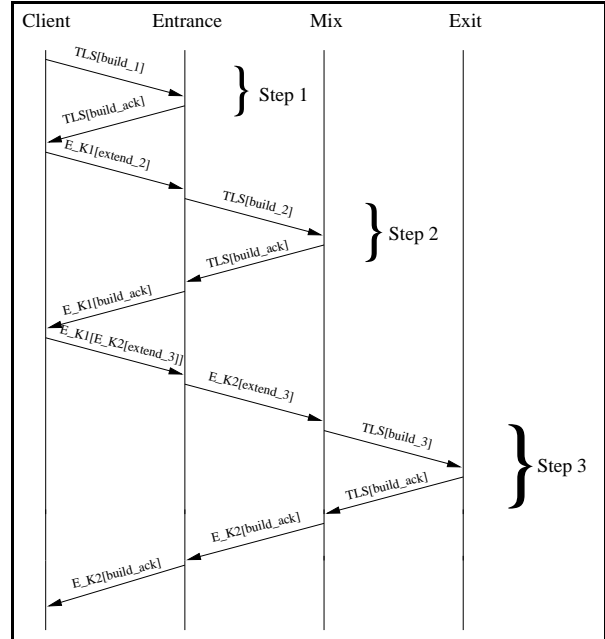 Client Entrance Mix Exit
TLS[build_1]
Step 1
TLS[build_ack]
E_K1[extend_2]
TLS[build_2]
Step 2
TLS[build_ack]
E_K1[build_ack]
E_K1[E_K2[extend_3]]
E_K2[extend_3]
TLS[build_3]
Step 3
TLS[build_ack]
E_K2[build_ack]
E_K2[build_ack]